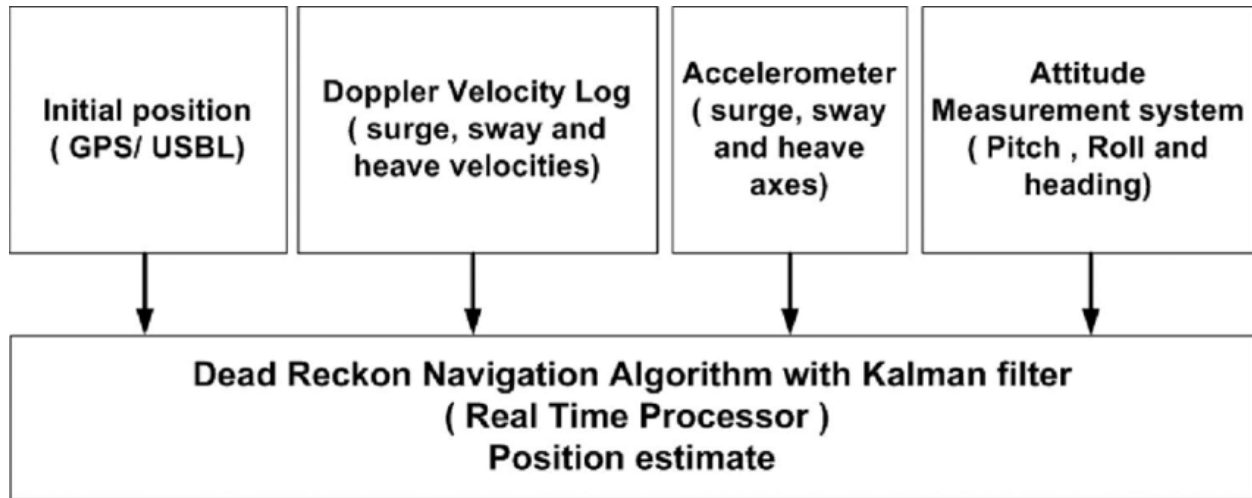 Initial position
( GPS/ USBL)
Doppler Velocity Log
( surge, sway and
heave velocities)
Accelerometer
( surge, sway
and heave
axes)
Attitude
Measurement system
( Pitch , Roll and
heading)
Dead Reckon Navigation Algorithm with Kalman filter
( Real Time Processor )
Position estimate